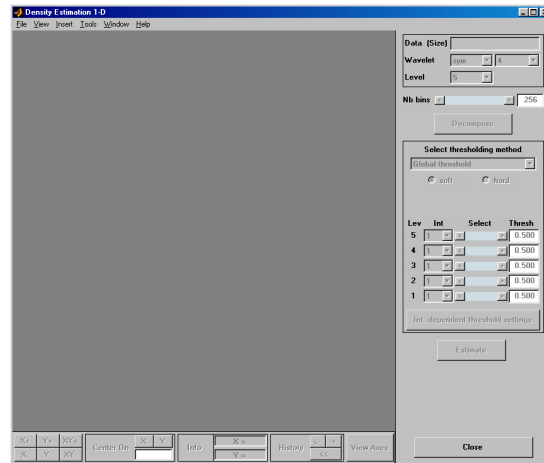 Density Estimation 1-D
File View Insert Tools Window Help
Data (Size)
Wavelet sym 4
Level 5
Nb bins 256
Decompose
Select thresholding method
Global threshold
soft hard
Lev Int Select Thresh
5 1 0.500
4 1 0.500
3 1 0.500
2 1 0.500
1 1 0.500
Int. dependent threshold settings
Estimate
X+ Y+ XY+
X- Y- XY-
Center On X Y
Info X =
Y =
History <- ->
<<-
View Axes
Close